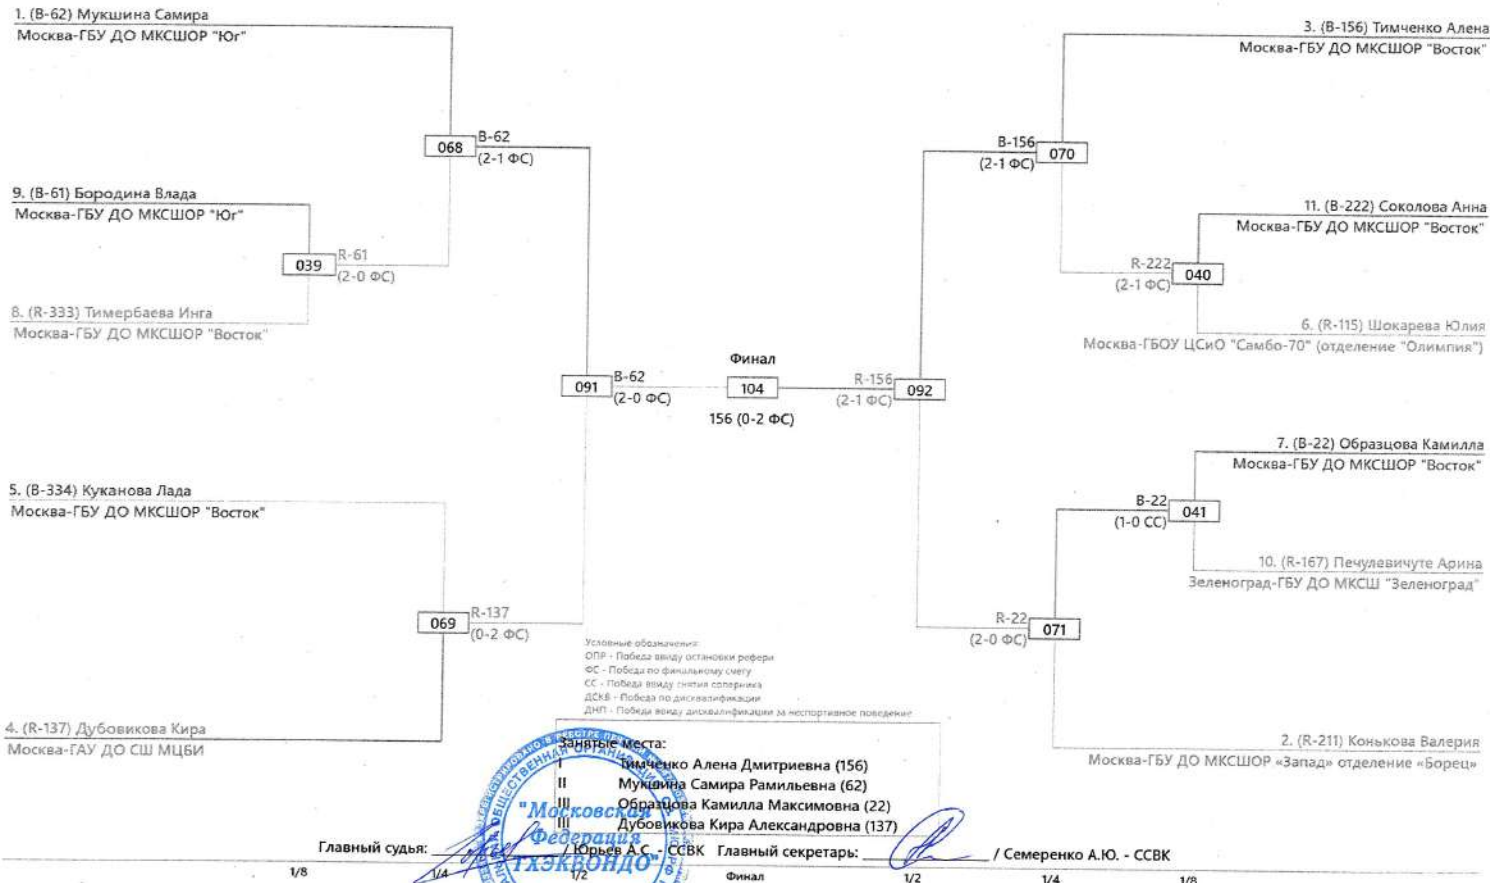 1. (B-62) Мукшина Самира
Москва-ГБУ ДО МКСШОР "Юг"
3. (B-156) Тимченко Алена
Москва-ГБУ ДО МКСШОР "Восток"
068
B-62
(2-1 ФС)
B-156
(2-1 ФС)
070
9. (B-61) Бородина Влада
Москва-ГБУ ДО МКСШОР "Юг"
11. (B-222) Соколова Анна
Москва-ГБУ ДО МКСШОР "Восток"
039
R-61
(2-0 ФС)
R-222
(2-1 ФС)
040
8. (R-333) Тимербаева Инга
Москва-ГБУ ДО МКСШОР "Восток"
6. (R-115) Шокарева Юлия
Москва-ГБОУ ЦСиО "Самбо-70" (отделение "Олимпия")
Финал
091
B-62
(2-0 ФС)
104
156 (0-2 ФС)
R-156
(2-1 ФС)
092
7. (B-22) Образцова Камилла
Москва-ГБУ ДО МКСШОР "Восток"
5. (B-334) Куканова Лада
Москва-ГБУ ДО МКСШОР "Восток"
B-22
(1-0 СС)
041
10. (R-167) Печулевичуте Арина
Зеленоград-ГБУ ДО МКСШ "Зеленоград"
069
R-137
(0-2 ФС)
R-22
(2-0 ФС)
071
Условные обозначения:
ОПР - Победа ввиду остановки рефери
ФС - Победа по финальному счету
СС - Победа ввиду снятия соперника
ДСКВ - Победа по дисквалификации
ДНП - Победа ввиду дисквалификации за неспортивное поведение
4. (R-137) Дубовикова Кира
Москва-ГАУ ДО СШ МЦБИ
2. (R-211) Конькова Валерия
Москва-ГБУ ДО МКСШОР «Запад» отделение «Борец»
Занятые места:
I Тимченко Алена Дмитриевна (156)
II Мукшина Самира Рамильевна (62)
III Образцова Камилла Максимовна (22)
III Дубовикова Кира Александровна (137)
ОБЩЕСТВЕННАЯ ОРГАНИЗАЦИЯ
"Московская
Федерация
ТХЭКВОНДО"
Главный судья: / Юрьев А.С. - ССВК Главный секретарь: / Семеренко А.Ю. - ССВК
1/8 1/4 1/2 Финал 1/2 1/4 1/8